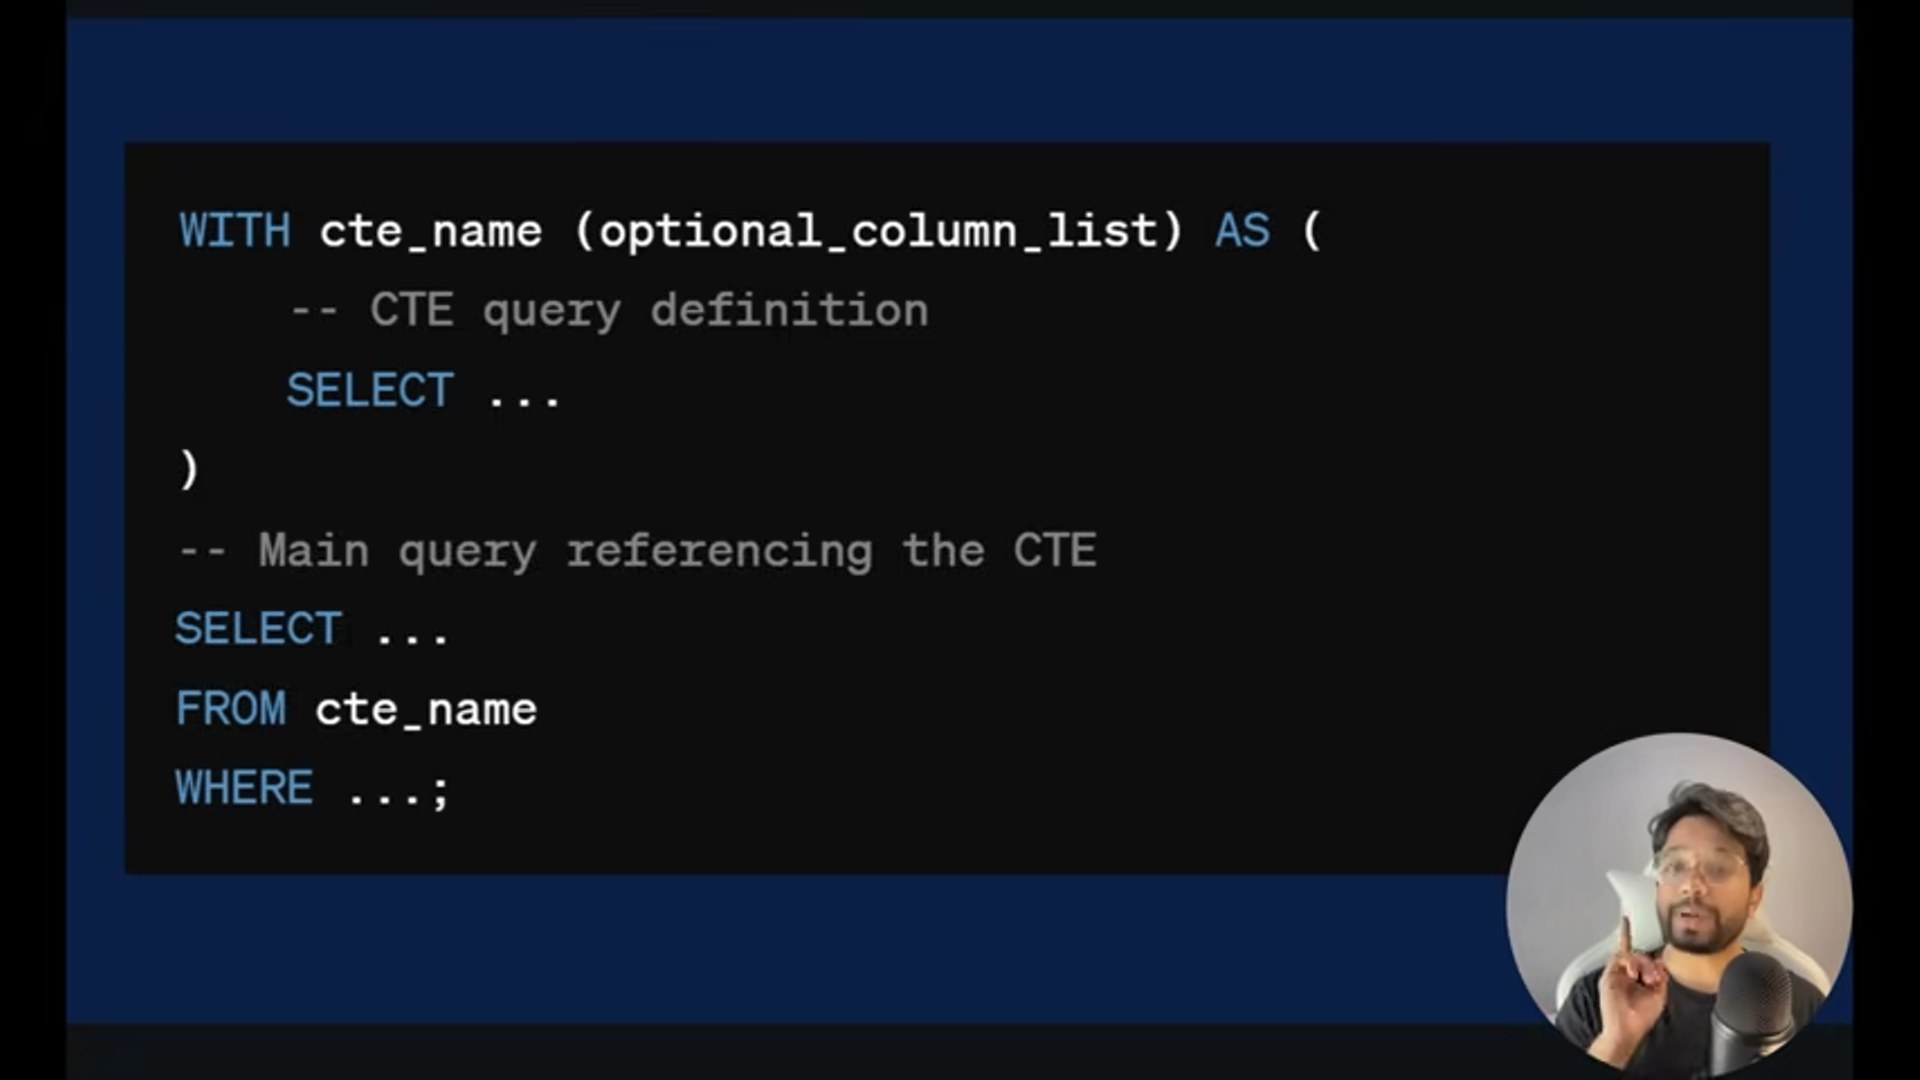 WITH cte_name (optional_column_list) AS (
-- CTE query definition
SELECT ...
)
-- Main query referencing the CTE
SELECT ...
FROM cte_name
WHERE ...;